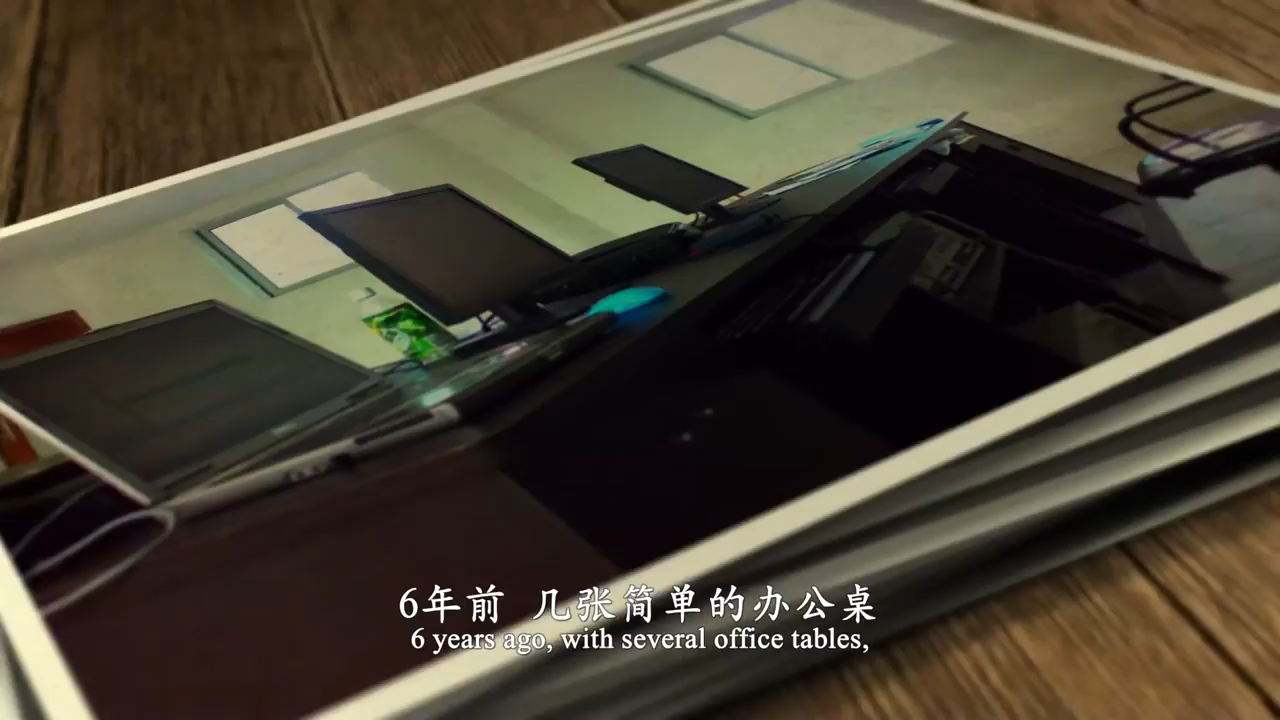 6年前 几张简单的办公桌
6 years ago, with several office tables,